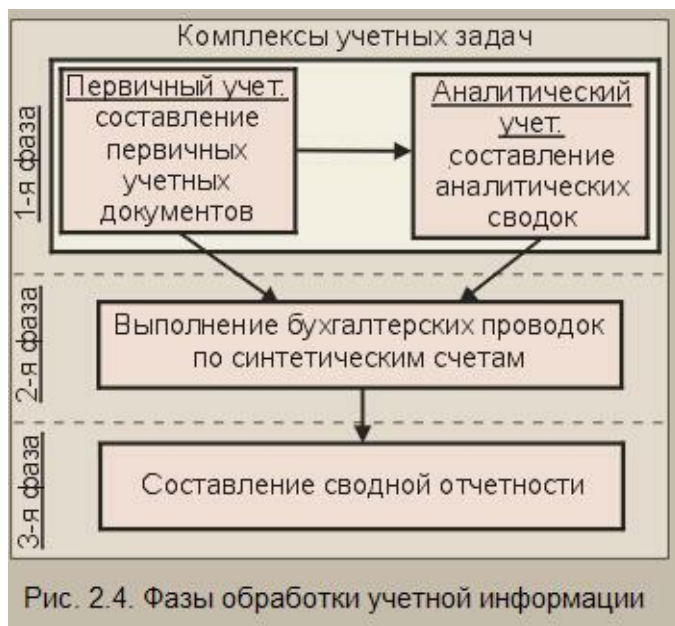 Комплексы учетных задач
1-я фаза
Первичный учет:
составление
первичных
учетных
документов
Аналитический
учет:
составление
аналитических
сводок
2-я фаза
Выполнение бухгалтерских проводок
по синтетическим счетам
3-я фаза
Составление сводной отчетности
Рис. 2.4. Фазы обработки учетной информации